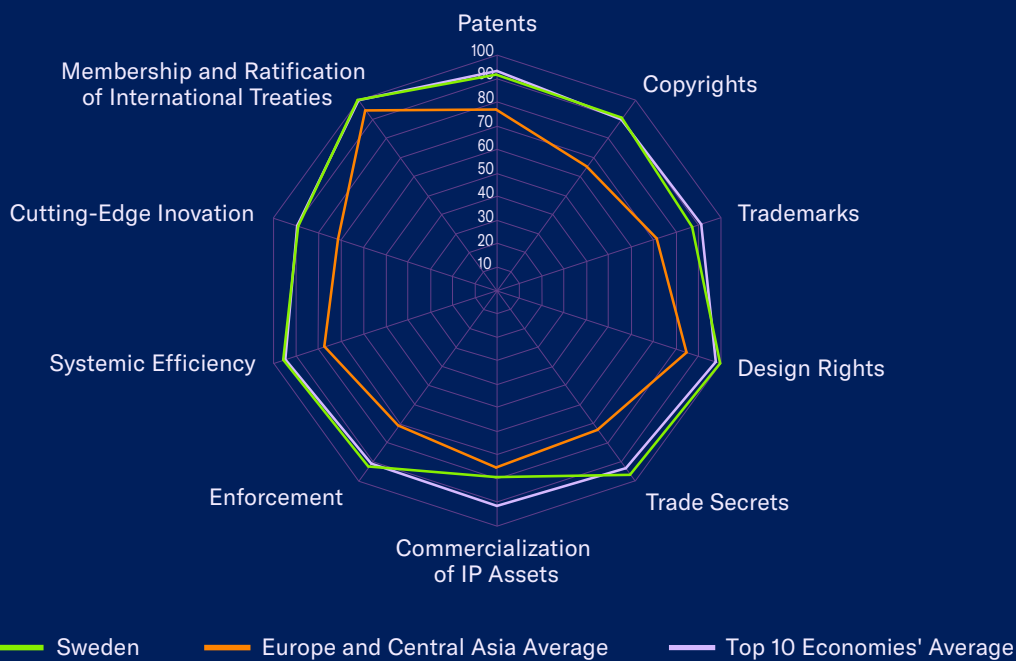 Patents
100
90
80
70
60
50
40
30
20
10
Membership and Ratification
of International Treaties
Copyrights
Cutting-Edge Inovation
Trademarks
Systemic Efficiency
Design Rights
Enforcement
Trade Secrets
Commercialization
of IP Assets
Sweden
Europe and Central Asia Average
Top 10 Economies' Average